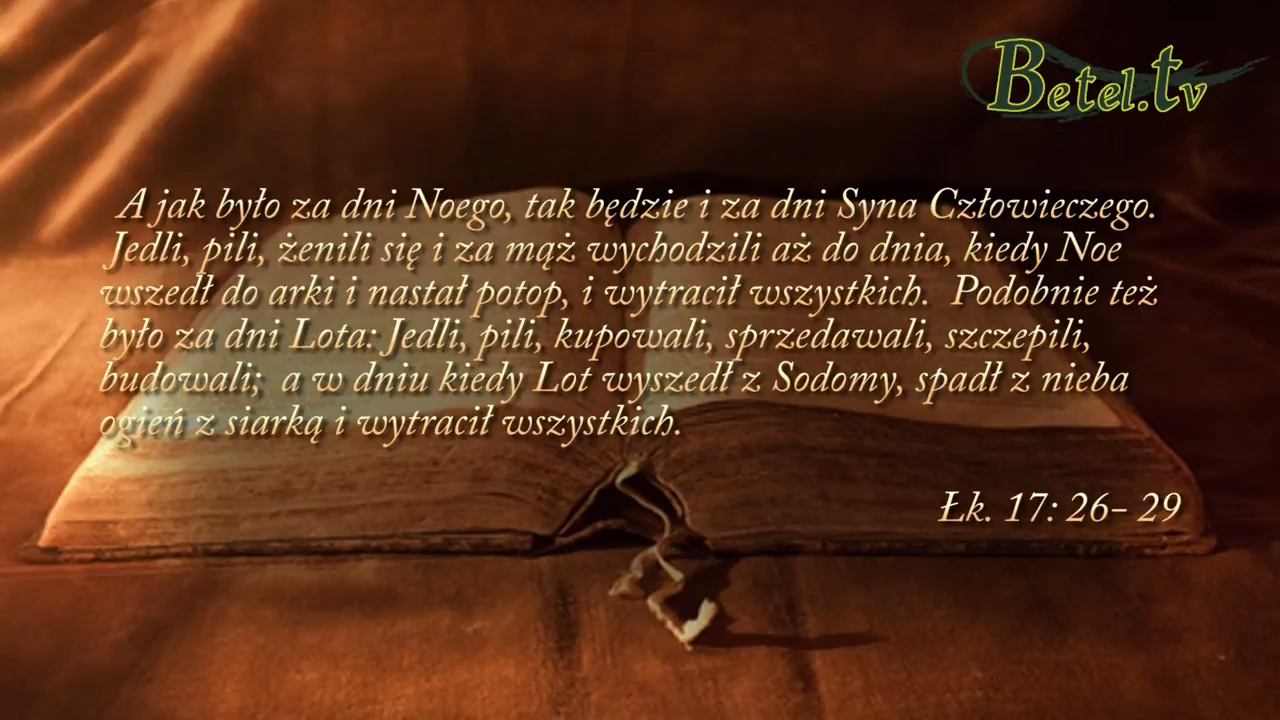 Betel.tv
A jak było za dni Noego, tak będzie i za dni Syna Człowieczego.
Jedli, pili, żenili się i za mąż wychodzili aż do dnia, kiedy Noe
wszedł do arki i nastał potop, i wytracił wszystkich. Podobnie też
było za dni Lota: Jedli, pili, kupowali, sprzedawali, szczepili,
budowali; a w dniu kiedy Lot wyszedł z Sodomy, spadł z nieba
ogień z siarką i wytracił wszystkich.
Łk. 17: 26- 29